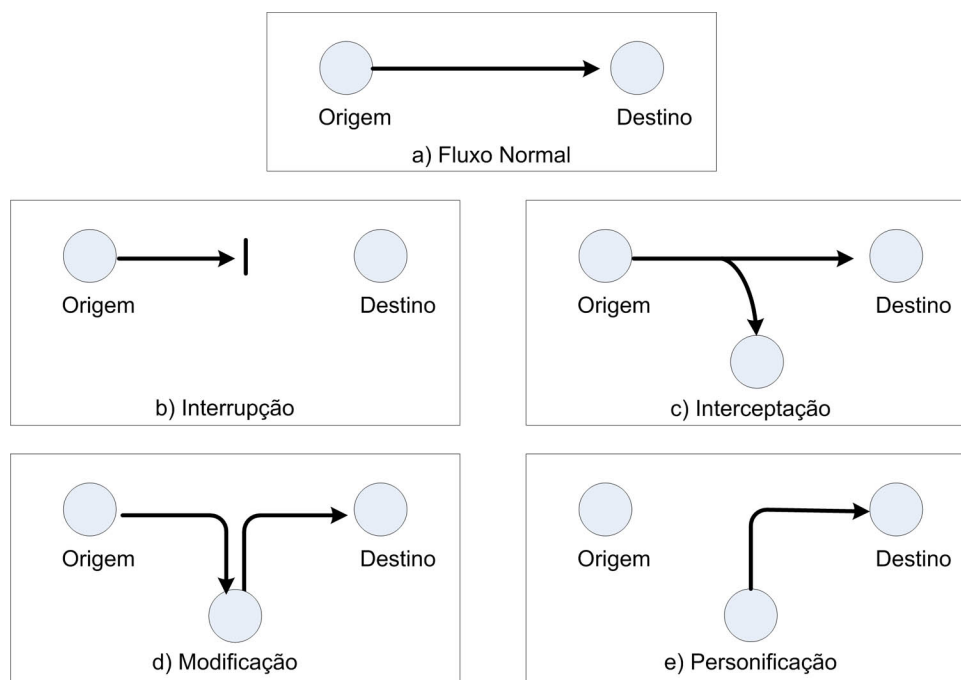 Origem
Destino
a) Fluxo Normal
Origem
Destino
b) Interrupção
Origem
Destino
c) Interceptação
Origem
Destino
d) Modificação
Origem
Destino
e) Personificação